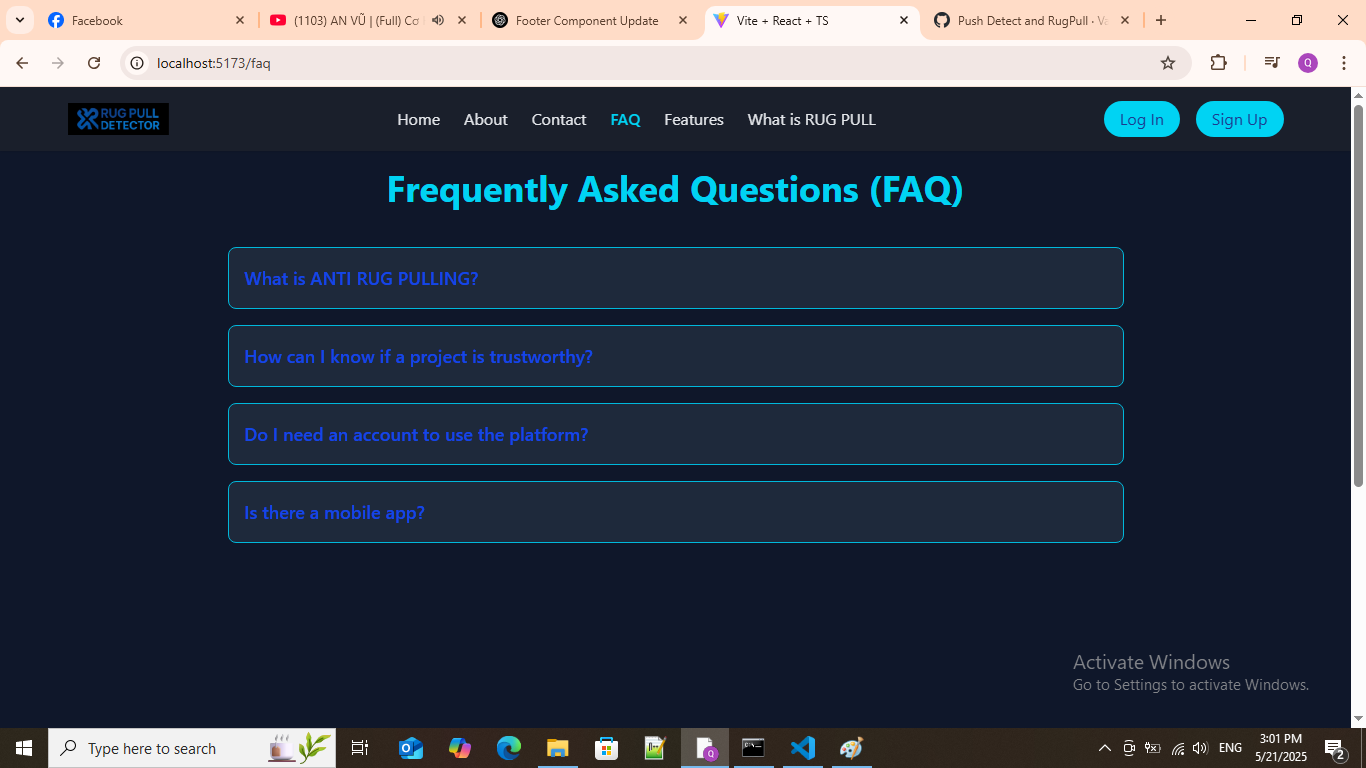 Facebook
(1103) AN VŨ | (Full) Cơ
Footer Component Update
Vite + React + TS
Push Detect and RugPull · Va
localhost:5173/faq
Q
RUG PULL
DETECTOR
Home
About
Contact
FAQ
Features
What is RUG PULL
Log In
Sign Up
Frequently Asked Questions (FAQ)
What is ANTI RUG PULLING?
How can I know if a project is trustworthy?
Do I need an account to use the platform?
Is there a mobile app?
Activate Windows
Go to Settings to activate Windows.
Type here to search
ENG
3:01 PM
5/21/2025
2